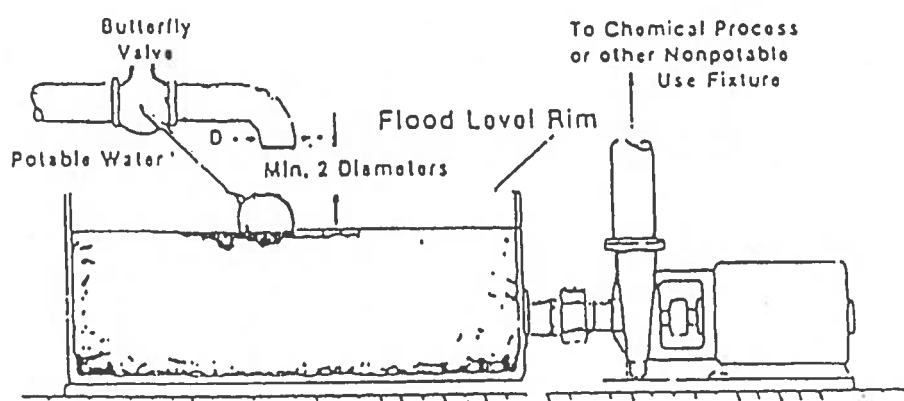 Butterfly
Valve
To Chemical Process
or other Nonpotable
Use Fixture
D
Flood Level Rim
Potable Water
Min. 2 Diameters